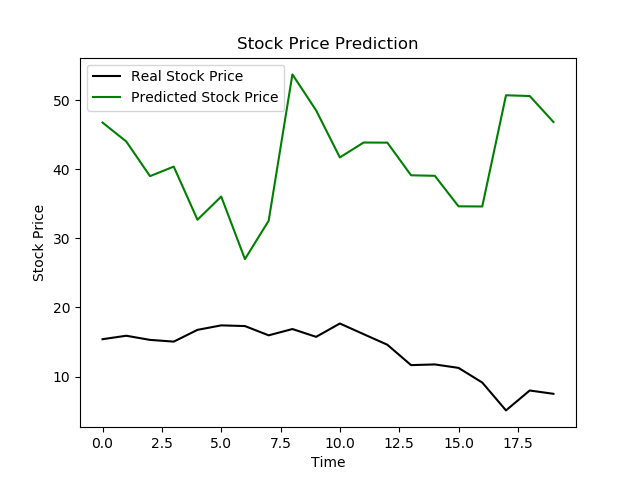 Stock Price Prediction
Real Stock Price
Predicted Stock Price
50
40
30
20
10
Stock Price
0.0 2.5 5.0 7.5 10.0 12.5 15.0 17.5
Time